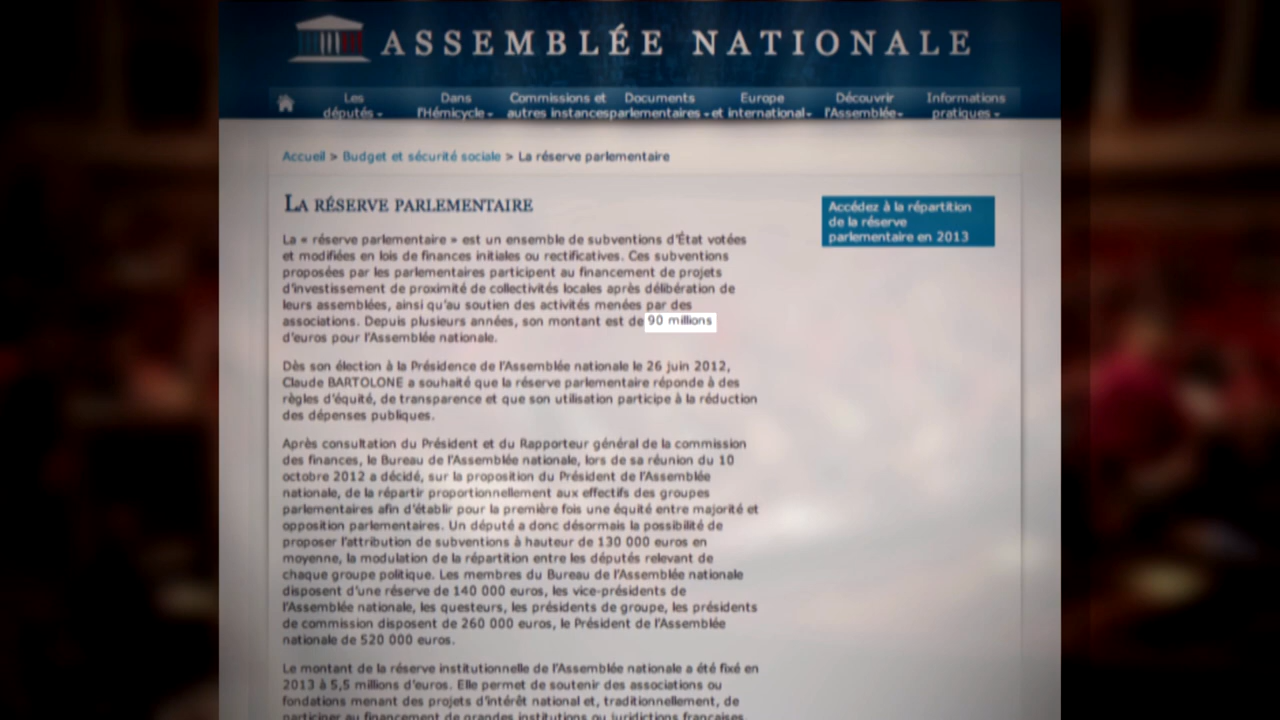 ASSEMBLÉE NATIONALE
Les députés
Dans l'Hémicycle
Commissions et autres instances
Documents parlementaires
Europe et international
Découvrir l'Assemblée
Informations pratiques
Accueil > Budget et sécurité sociale > La réserve parlementaire
LA RÉSERVE PARLEMENTAIRE
Accédez à la répartition
de la réserve
parlementaire en 2013
La « réserve parlementaire » est un ensemble de subventions d'État votées
et modifiées en lois de finances initiales ou rectificatives. Ces subventions
proposées par les parlementaires participent au financement de projets
d'investissement de proximité de collectivités locales après délibération de
leurs assemblées, ainsi qu'au soutien des activités menées par des
associations. Depuis plusieurs années, son montant est de 90 millions
d'euros pour l'Assemblée nationale.
Dès son élection à la Présidence de l'Assemblée nationale le 26 juin 2012,
Claude BARTOLONE a souhaité que la réserve parlementaire réponde à des
règles d'équité, de transparence et que son utilisation participe à la réduction
des dépenses publiques.
Après consultation du Président et du Rapporteur général de la commission
des finances, le Bureau de l'Assemblée nationale, lors de sa réunion du 10
octobre 2012 a décidé, sur la proposition du Président de l'Assemblée
nationale, de la répartir proportionnellement aux effectifs des groupes
parlementaires afin d'établir pour la première fois une équité entre majorité et
opposition parlementaires. Un député a donc désormais la possibilité de
proposer l'attribution de subventions à hauteur de 130 000 euros en
moyenne, la modulation de la répartition entre les députés relevant de
chaque groupe politique. Les membres du Bureau de l'Assemblée nationale
disposent d'une réserve de 140 000 euros, les vice-présidents de
l'Assemblée nationale, les questeurs, les présidents de groupe, les présidents
de commission disposent de 260 000 euros, le Président de l'Assemblée
nationale de 520 000 euros.
Le montant de la réserve institutionnelle de l'Assemblée nationale a été fixé en
2013 à 5,5 millions d'euros. Elle permet de soutenir des associations ou
fondations menant des projets d'intérêt national et, traditionnellement, de
participer au financement de grandes institutions ou juridictions françaises.